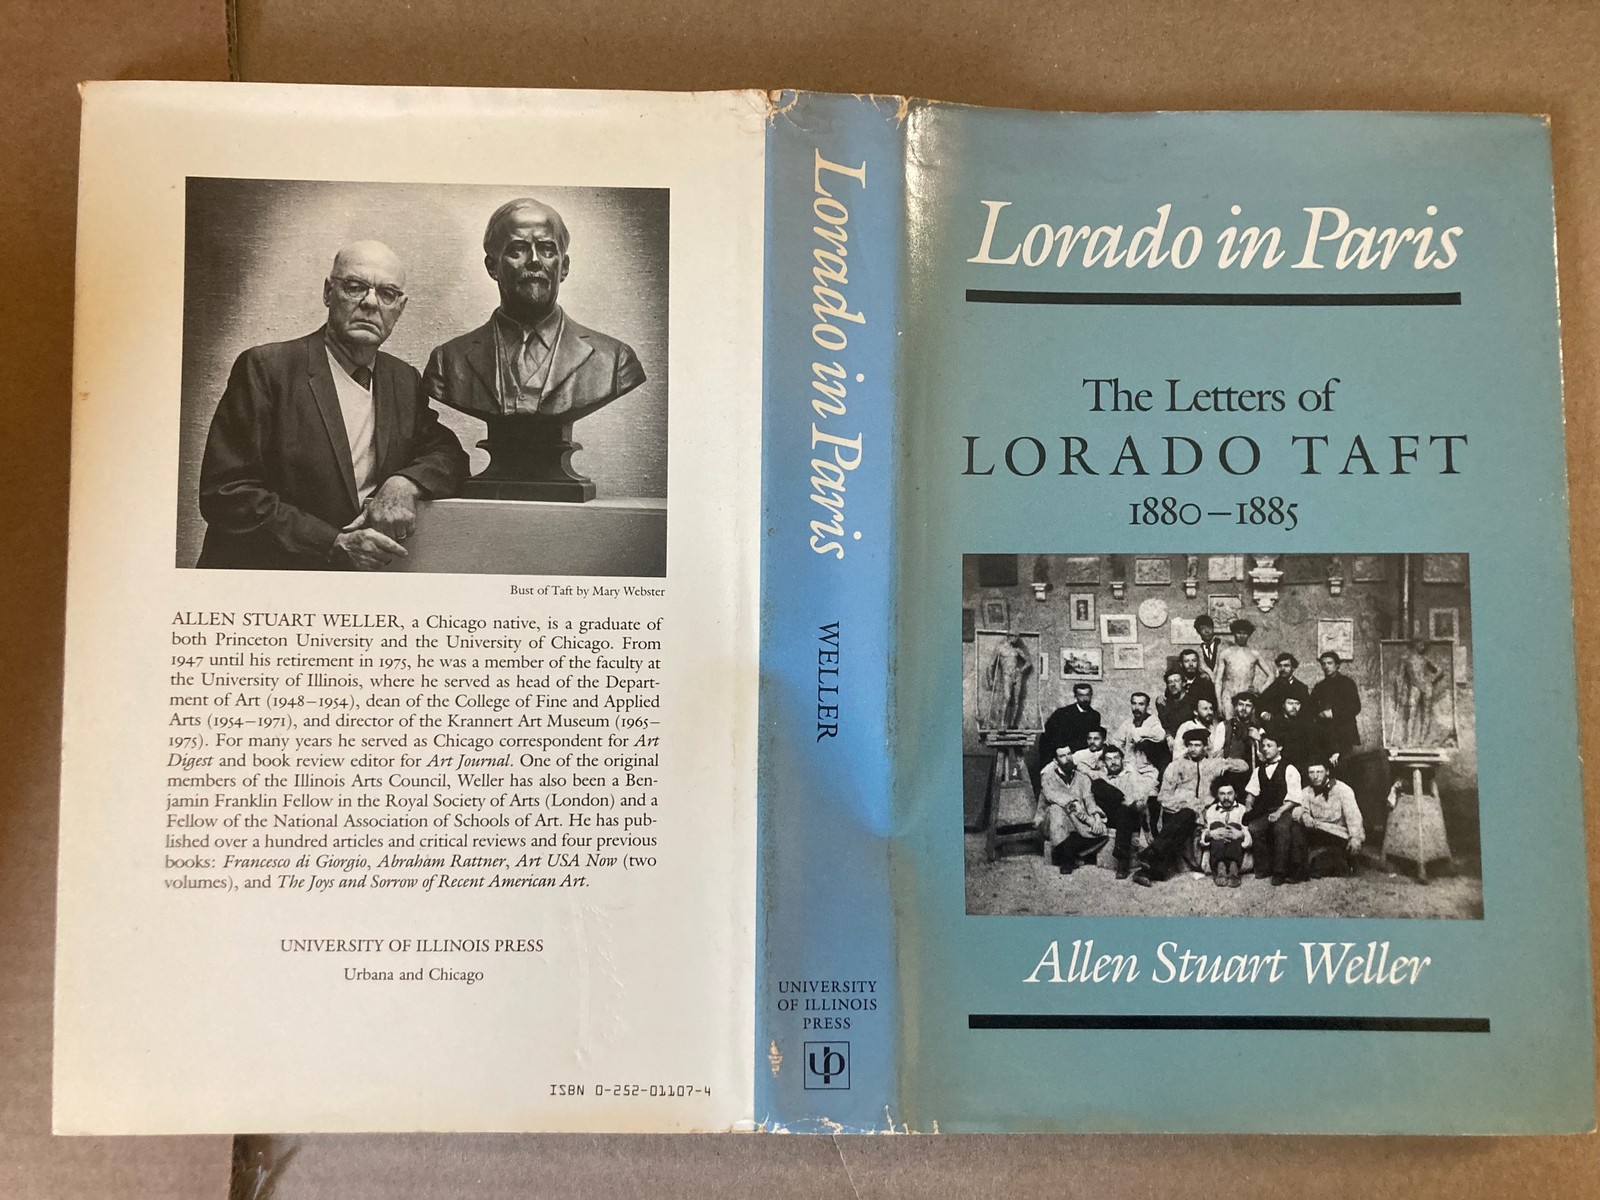 Bust of Taft by Mary Webster
ALLEN STUART WELLER, a Chicago native, is a graduate of
both Princeton University and the University of Chicago. From
1947 until his retirement in 1975, he was a member of the faculty at
the University of Illinois, where he served as head of the Depart-
ment of Art (1948–1954), dean of the College of Fine and Applied
Arts (1954–1971), and director of the Krannert Art Museum (1965–
1975). For many years he served as Chicago correspondent for Art
Digest and book review editor for Art Journal. One of the original
members of the Illinois Arts Council, Weller has also been a Ben-
jamin Franklin Fellow in the Royal Society of Arts (London) and a
Fellow of the National Association of Schools of Art. He has pub-
lished over a hundred articles and critical reviews and four previous
books: Francesco di Giorgio, Abraham Rattner, Art USA Now (two
volumes), and The Joys and Sorrow of Recent American Art.
UNIVERSITY OF ILLINOIS PRESS
Urbana and Chicago
ISBN 0-252-01107-4
Lorado in Paris
WELLER
UNIVERSITY
OF ILLINOIS
PRESS
Lorado in Paris
The Letters of
LORADO TAFT
1880–1885
Allen Stuart Weller